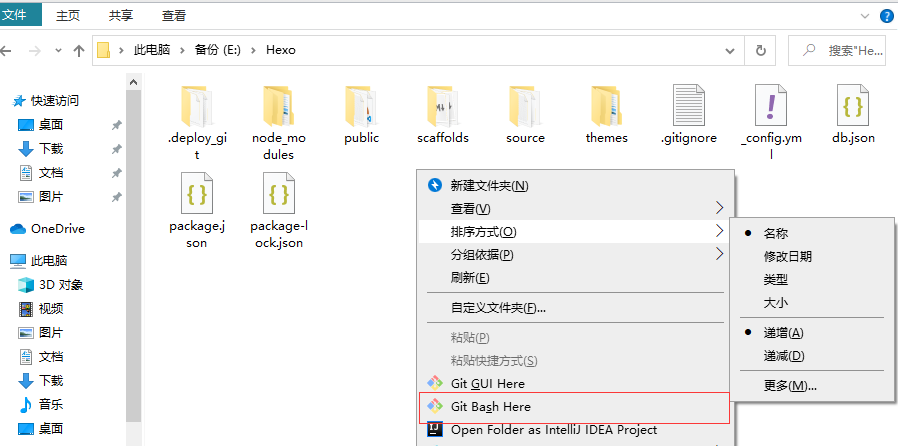 文件 主页 共享 查看
此电脑 备份 (E:) Hexo 搜索"He...
快速访问
桌面
下载
文档
图片
OneDrive
此电脑
3D 对象
视频
图片
文档
下载
音乐
桌面
.deploy_gi
t
node_mo
dules
public
scaffolds
source
themes
.gitignore
_config.ym
l
db.json
package.j
son
package-
lock.json
新建文件夹(N)
查看(V)
排序方式(O)
分组依据(P)
刷新(E)
自定义文件夹(F)...
粘贴(P)
粘贴快捷方式(S)
Git GUI Here
Git Bash Here
Open Folder as IntelliJ IDEA Project
名称
修改日期
类型
大小
递增(A)
递减(D)
更多(M)...